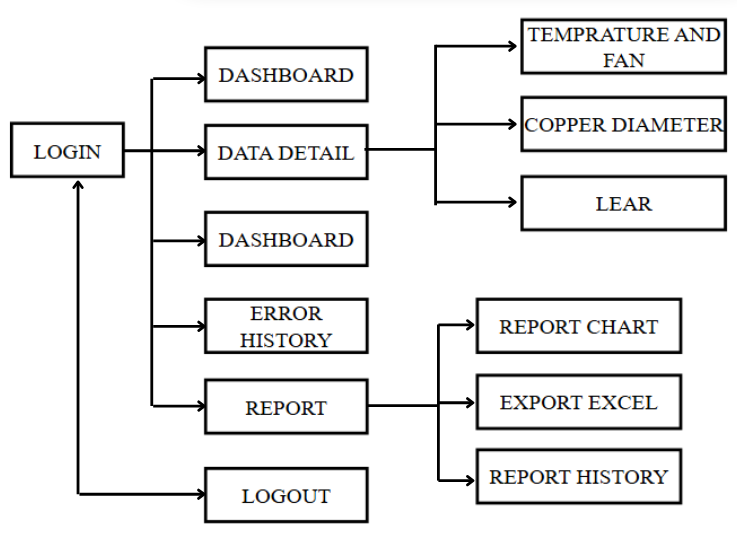 TEMPRATURE AND
FAN
DASHBOARD
COPPER DIAMETER
LOGIN
DATA DETAIL
LEAR
DASHBOARD
ERROR
HISTORY
REPORT CHART
REPORT
EXPORT EXCEL
LOGOUT
REPORT HISTORY